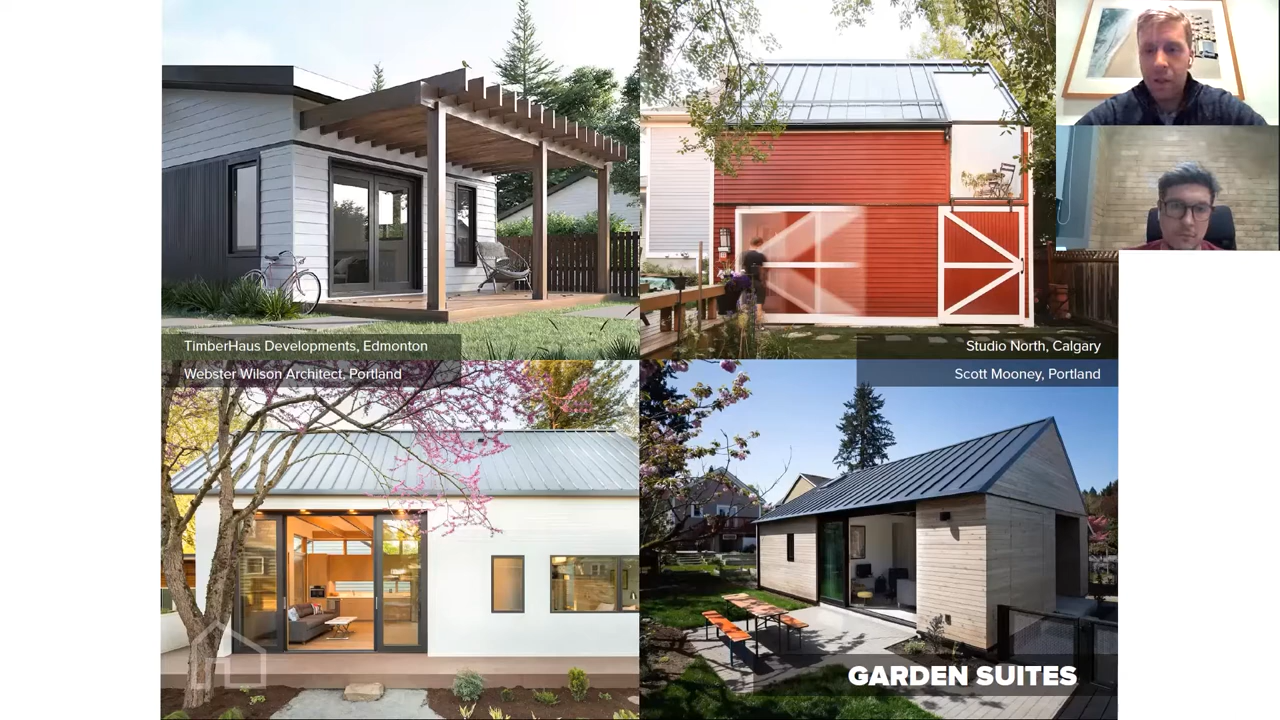 TimberHaus Developments, Edmonton
Studio North, Calgary
Webster Wilson Architect, Portland
Scott Mooney, Portland
GARDEN SUITES